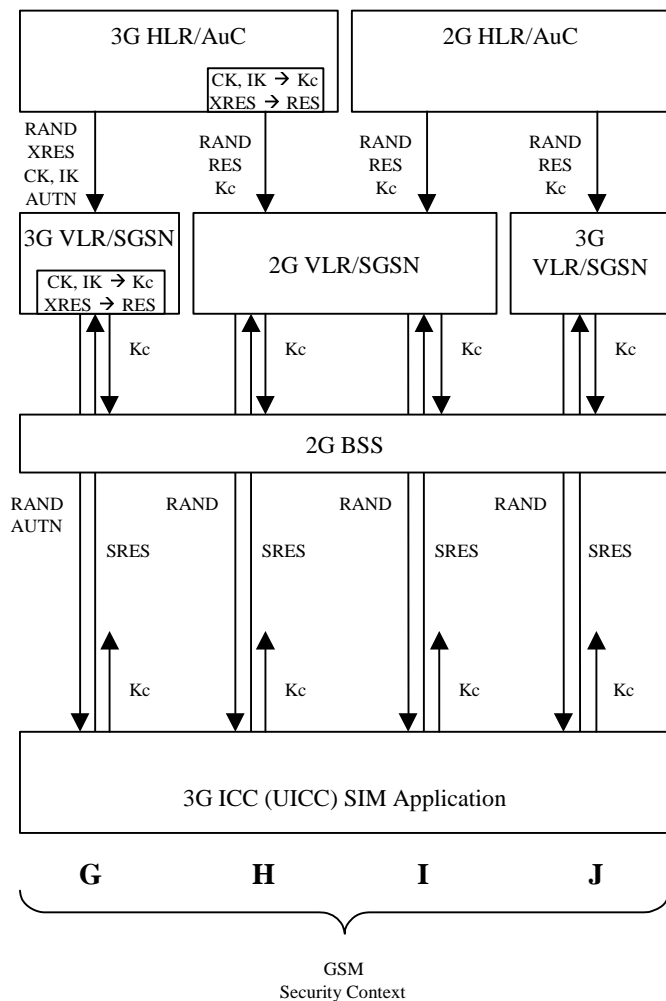 3G HLR/AuC
2G HLR/AuC
CK, IK → Kc
XRES → RES
RAND
XRES
CK, IK
AUTN
RAND
RES
Kc
RAND
RES
Kc
RAND
RES
Kc
3G VLR/SGSN
CK, IK → Kc
XRES → RES
2G VLR/SGSN
3G
VLR/SGSN
Kc
Kc
Kc
Kc
2G BSS
RAND
AUTN
RAND
RAND
RAND
SRES
SRES
SRES
SRES
Kc
Kc
Kc
Kc
3G ICC (UICC) SIM Application
G
H
I
J
GSM
Security Context